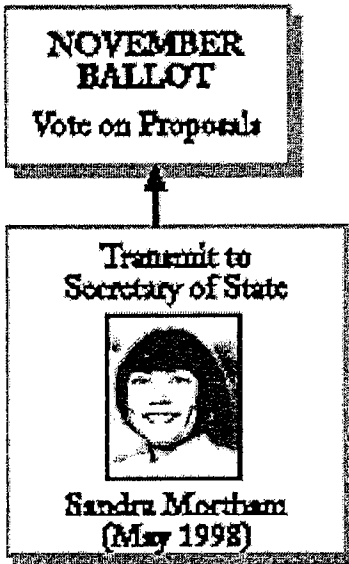 NOVEMBER
BALLOT
Vote on Proposals
Transmit to
Secretary of State
Sandra Mortham
(May 1998)